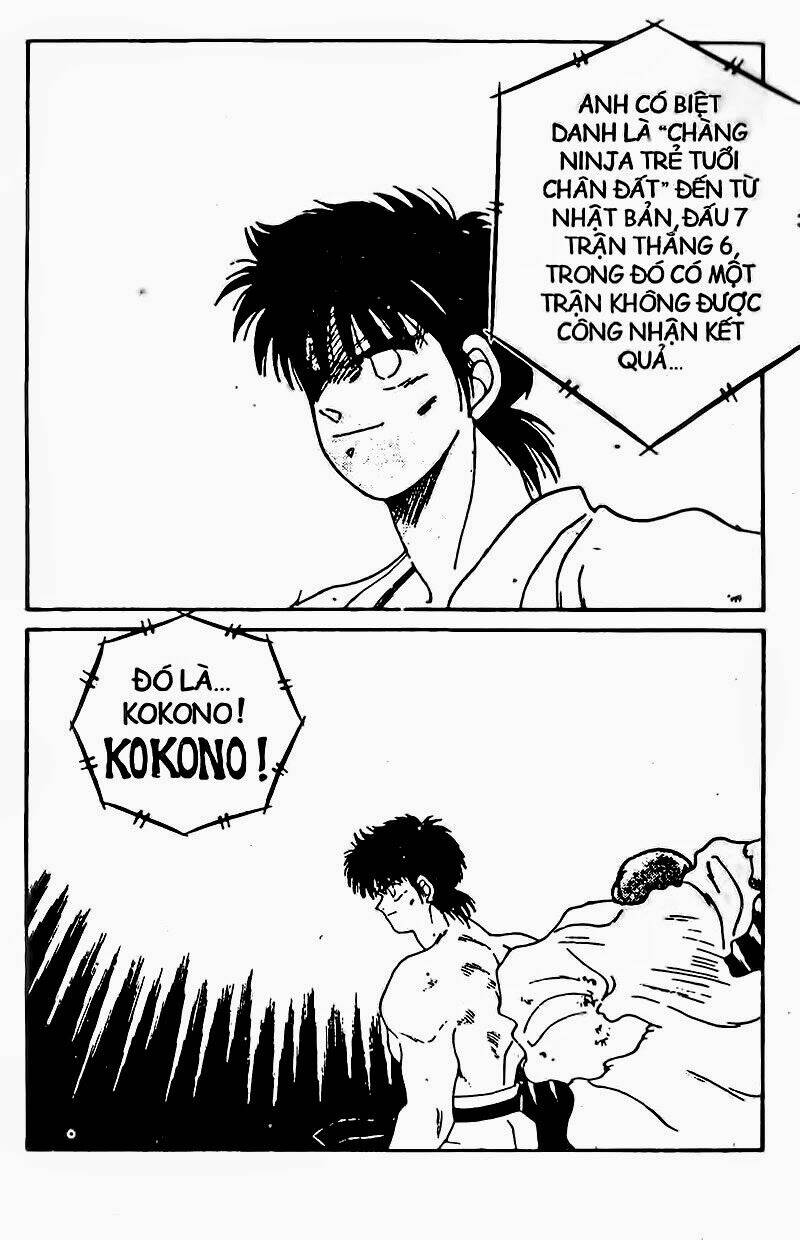 ANH CÓ BIỆT
DANH LÀ "CHÀNG
NINJA TRẺ TUỔI
CHÂN ĐẤT" ĐẾN TỪ
NHẬT BẢN, ĐẤU 7
TRẬN THẮNG 6,
TRONG ĐÓ CÓ MỘT
TRẬN KHÔNG ĐƯỢC
CÔNG NHẬN KẾT
QUẢ...
ĐÓ LÀ...
KOKONO!
KOKONO!